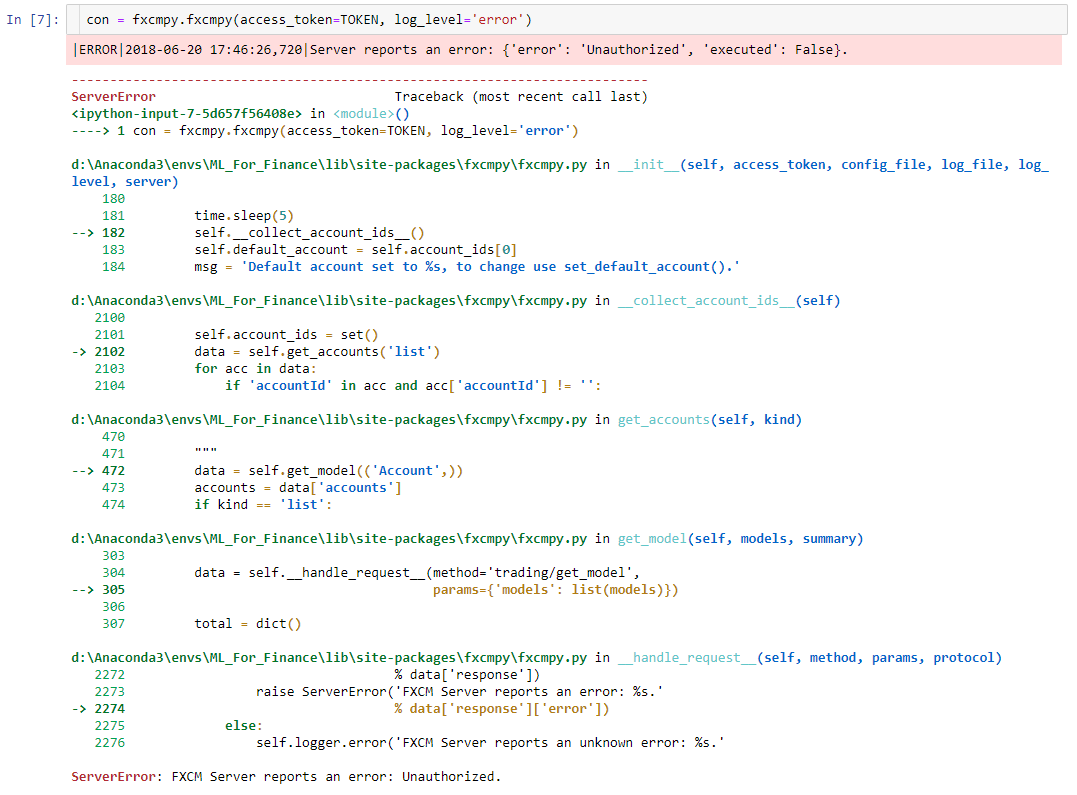 In [7]: con = fxcmpy.fxcmpy(access_token=TOKEN, log_level='error')
|ERROR|2018-06-20 17:46:26,720|Server reports an error: {'error': 'Unauthorized', 'executed': False}.
---------------------------------------------------------------------------
ServerError                               Traceback (most recent call last)
<ipython-input-7-5d657f56408e> in <module>()
----> 1 con = fxcmpy.fxcmpy(access_token=TOKEN, log_level='error')
d:\Anaconda3\envs\ML_For_Finance\lib\site-packages\fxcmpy\fxcmpy.py in __init__(self, access_token, config_file, log_file, log_
level, server)
    180
    181         time.sleep(5)
--> 182         self.__collect_account_ids__()
    183         self.default_account = self.account_ids[0]
    184         msg = 'Default account set to %s, to change use set_default_account().'
d:\Anaconda3\envs\ML_For_Finance\lib\site-packages\fxcmpy\fxcmpy.py in __collect_account_ids__(self)
   2100
   2101         self.account_ids = set()
-> 2102         data = self.get_accounts('list')
   2103         for acc in data:
   2104             if 'accountId' in acc and acc['accountId'] != '':
d:\Anaconda3\envs\ML_For_Finance\lib\site-packages\fxcmpy\fxcmpy.py in get_accounts(self, kind)
    470
    471         """
--> 472         data = self.get_model(('Account',))
    473         accounts = data['accounts']
    474         if kind == 'list':
d:\Anaconda3\envs\ML_For_Finance\lib\site-packages\fxcmpy\fxcmpy.py in get_model(self, models, summary)
    303
    304         data = self.__handle_request__(method='trading/get_model',
--> 305                                        params={'models': list(models)})
    306
    307         total = dict()
d:\Anaconda3\envs\ML_For_Finance\lib\site-packages\fxcmpy\fxcmpy.py in __handle_request__(self, method, params, protocol)
   2272                                   % data['response'])
   2273                 raise ServerError('FXCM Server reports an error: %s.'
-> 2274                                   % data['response']['error'])
   2275             else:
   2276                 self.logger.error('FXCM Server reports an unknown error: %s.'
ServerError: FXCM Server reports an error: Unauthorized.